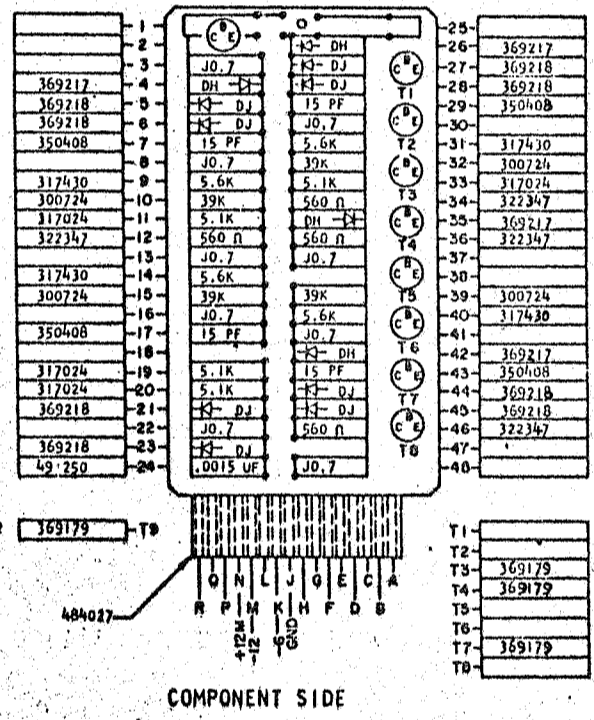 1
2
3
369217 4
369218 5
369218 6
350408 7
8
317430 9
300724 10
317024 11
322347 12
13
317430 14
300724 15
16
350408 17
18
317024 19
317024 20
369218 21
22
369218 23
49 250 24
C B E
J0.7
DH
DJ
DJ
15 PF
J0.7
5.6K
39K
5.1K
560 Ω
J0.7
5.6K
39K
J0.7
15 PF
5.1K
5.1K
DJ
J0.7
DJ
.0015 UF
DH
DJ
DJ
15 PF
J0.7
5.6K
39K
5.1K
560 Ω
DH
560 Ω
J0.7
39K
5.6K
J0.7
DH
15 PF
DJ
DJ
560 Ω
J0.7
C B E
T1
C B E
T2
C B E
T3
C B E
T4
C B E
T5
C B E
T6
C B E
T7
C B E
T8
25
26 369217
27 369218
28 369218
29 350408
30
31 317430
32 300724
33 317024
34 322347
35 369217
36 322347
37
38
39 300724
40 317430
41
42 369217
43 350408
44 369218
45 369218
46 322347
47
48
369179 T9
484027
R Q P N M L K J H G F E D C B A
+12M
-12
-6
GND
T1
T2
T3 369179
T4 369179
T5
T6
T7 369179
T8
COMPONENT SIDE